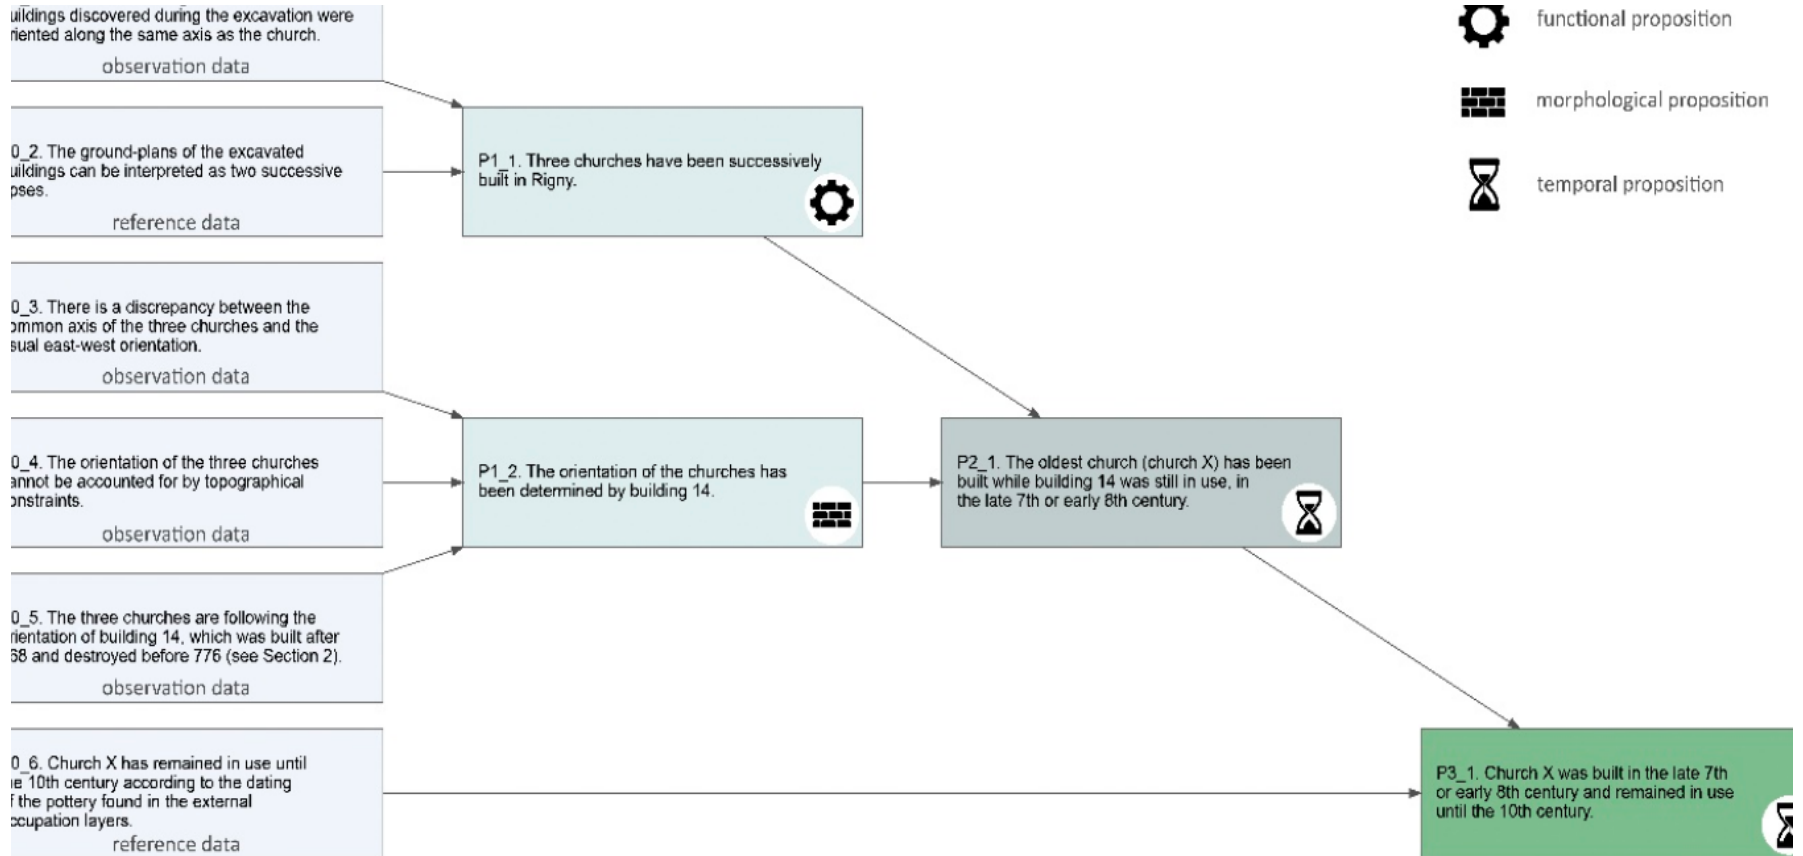 uildings discovered during the excavation were
riented along the same axis as the church.
observation data
0_2. The ground-plans of the excavated
uildings can be interpreted as two successive
pses.
reference data
0_3. There is a discrepancy between the
ommon axis of the three churches and the
sual east-west orientation.
observation data
0_4. The orientation of the three churches
annot be accounted for by topographical
onstraints.
observation data
0_5. The three churches are following the
rientation of building 14, which was built after
68 and destroyed before 776 (see Section 2).
observation data
0_6. Church X has remained in use until
e 10th century according to the dating
f the pottery found in the external
ccupation layers.
reference data
P1_1. Three churches have been successively
built in Rigny.
P1_2. The orientation of the churches has
been determined by building 14.
P2_1. The oldest church (church X) has been
built while building 14 was still in use, in
the late 7th or early 8th century.
P3_1. Church X was built in the late 7th
or early 8th century and remained in use
until the 10th century.
functional proposition
morphological proposition
temporal proposition